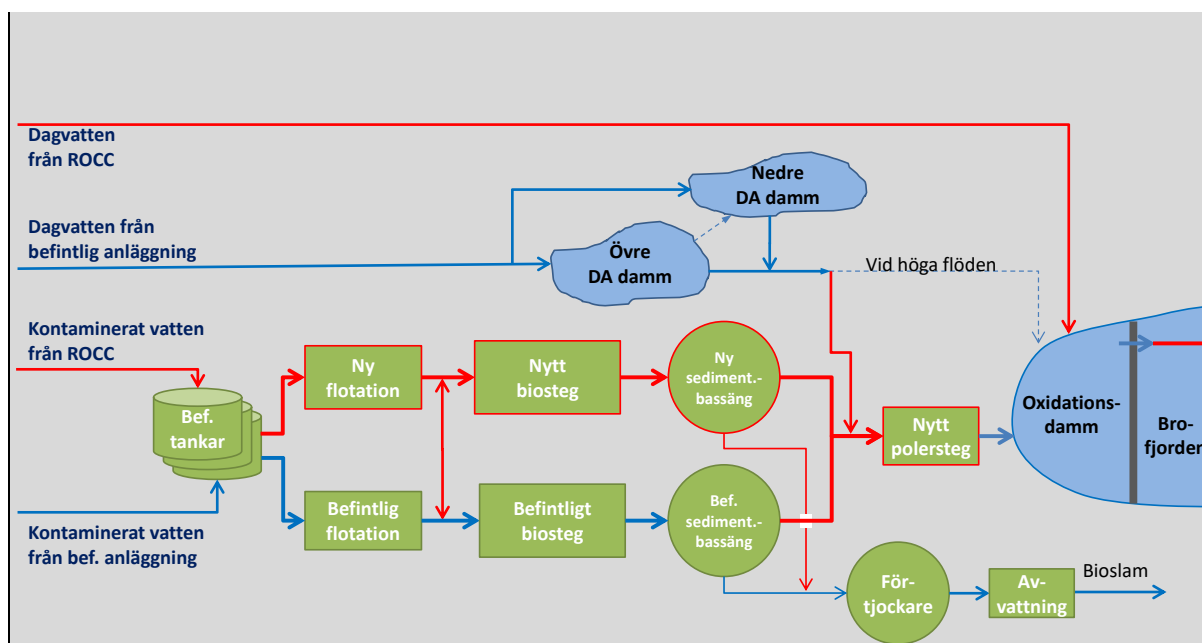 Dagvatten
från ROCC
Nedre
DA damm
Dagvatten från
befintlig anläggning
Övre
DA damm
Vid höga flöden
Kontaminerat vatten
från ROCC
Ny
flotation
Nytt
biosteg
Ny
sediment.-
bassäng
Bef.
tankar
Nytt
polersteg
Oxidations-
damm
Bro-
fjorden
Befintlig
flotation
Befintligt
biosteg
Bef.
sediment.-
bassäng
Kontaminerat vatten
från bef. anläggning
För-
tjockare
Av-
vattning
Bioslam